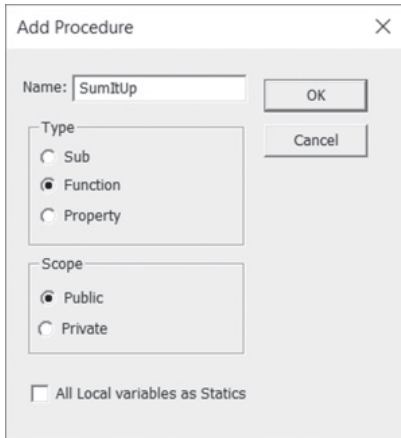 Add Procedure
Name: SumItUp
OK
Cancel
Type
Sub
Function
Property
Scope
Public
Private
All Local variables as Statics